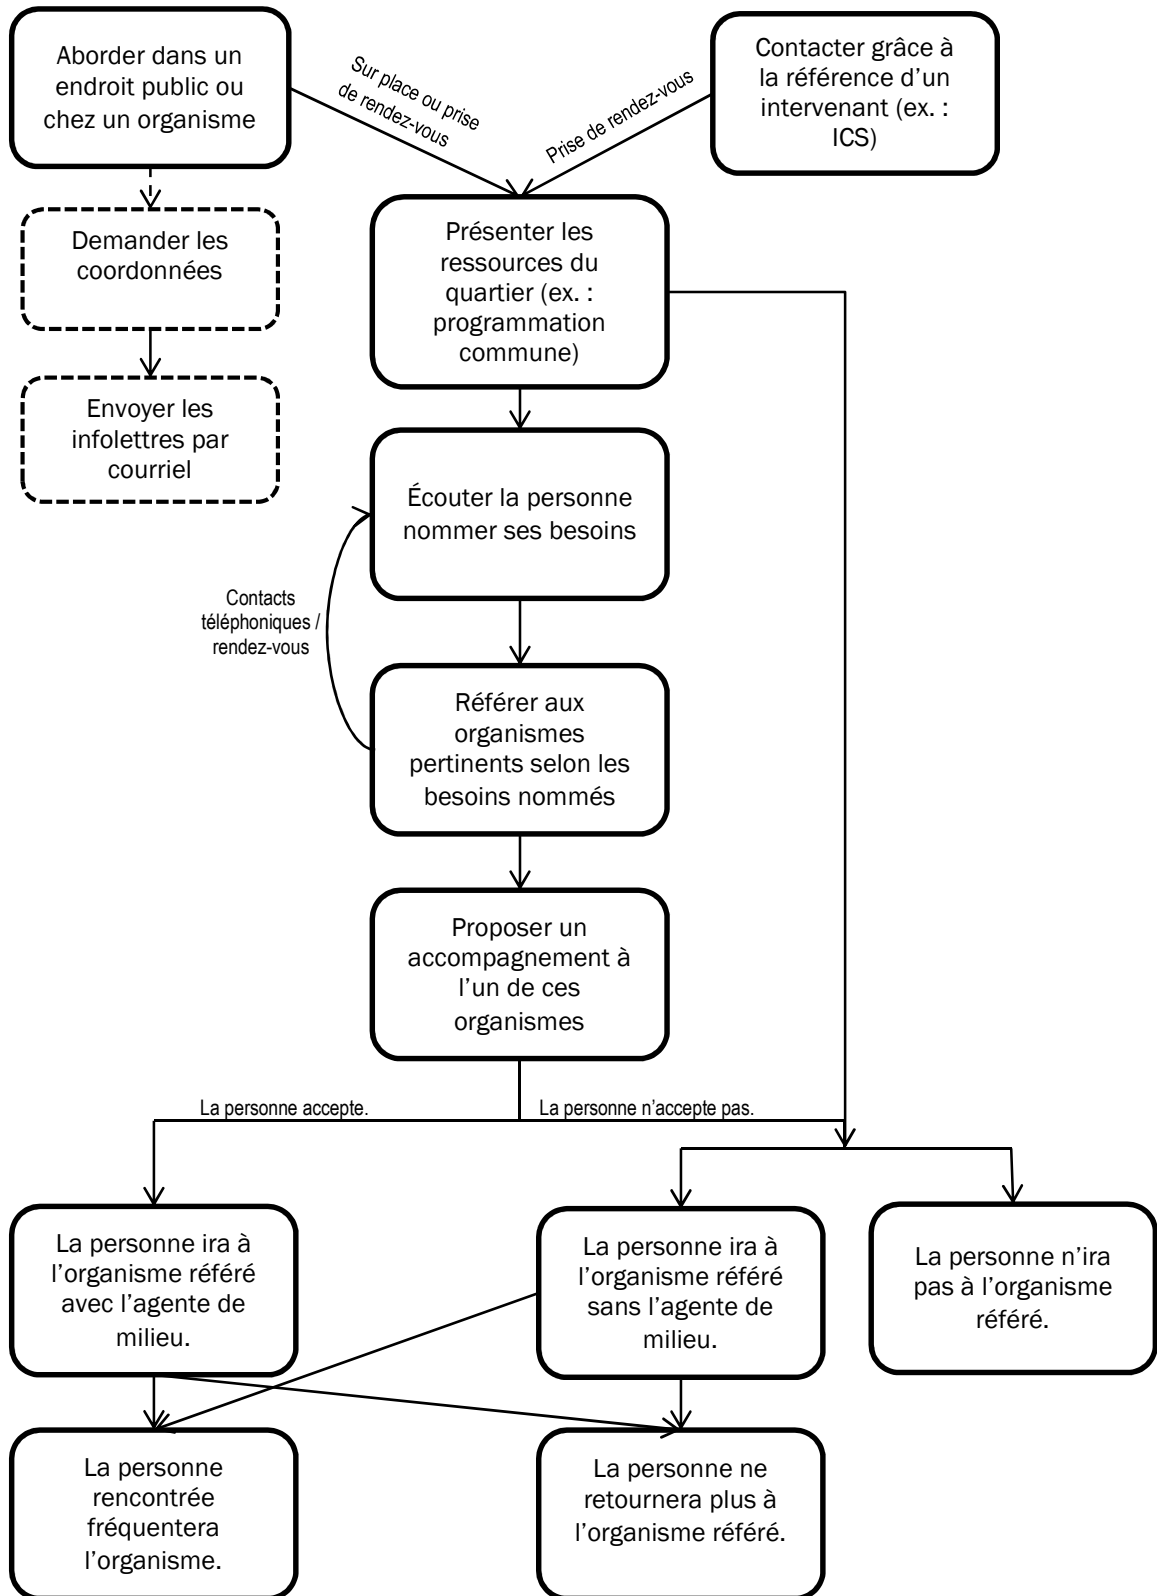 Aborder dans un
endroit public ou
chez un organisme
Sur place ou prise
de rendez-vous
Prise de rendez-vous
Contacter grâce à
la référence d’un
intervenant (ex. :
ICS)
Demander les
coordonnées
Présenter les
ressources du
quartier (ex. :
programmation
commune)
Envoyer les
infolettres par
courriel
Écouter la personne
nommer ses besoins
Contacts
téléphoniques /
rendez-vous
Référer aux
organismes
pertinents selon les
besoins nommés
Proposer un
accompagnement à
l’un de ces
organismes
La personne accepte.
La personne n’accepte pas.
La personne ira à
l’organisme référé
avec l’agente de
milieu.
La personne ira à
l’organisme référé
sans l’agente de
milieu.
La personne n’ira
pas à l’organisme
référé.
La personne
rencontrée
fréquentera
l’organisme.
La personne ne
retournera plus à
l’organisme référé.